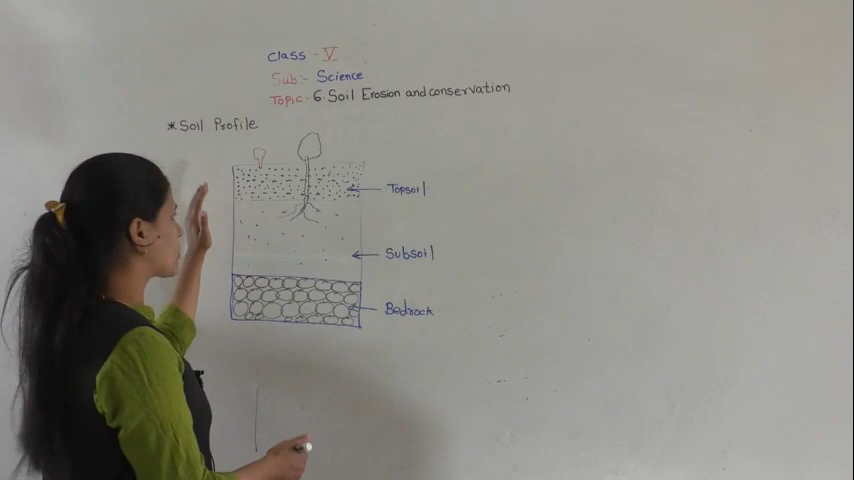 Class - V
Sub:- Science
Topic:- 6. Soil Erosion and conservation
* Soil Profile
Topsoil
Subsoil
Bedrock